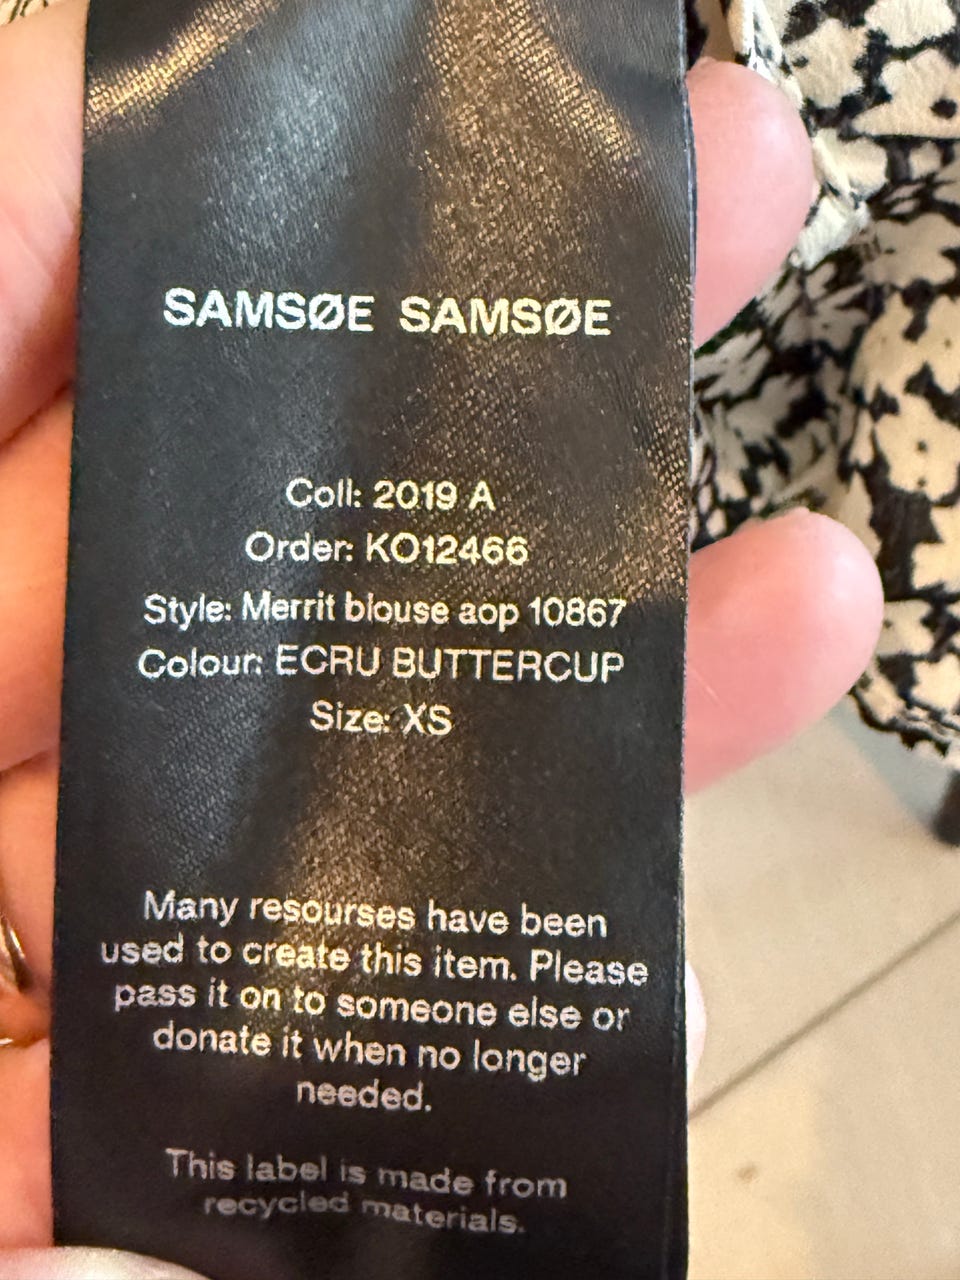 SAMSØE SAMSØE
Coll: 2019 A
Order: KO12466
Style: Merrit blouse aop 10867
Colour: ECRU BUTTERCUP
Size: XS
Many resourses have been
used to create this item. Please
pass it on to someone else or
donate it when no longer
needed.
This label is made from
recycled materials.